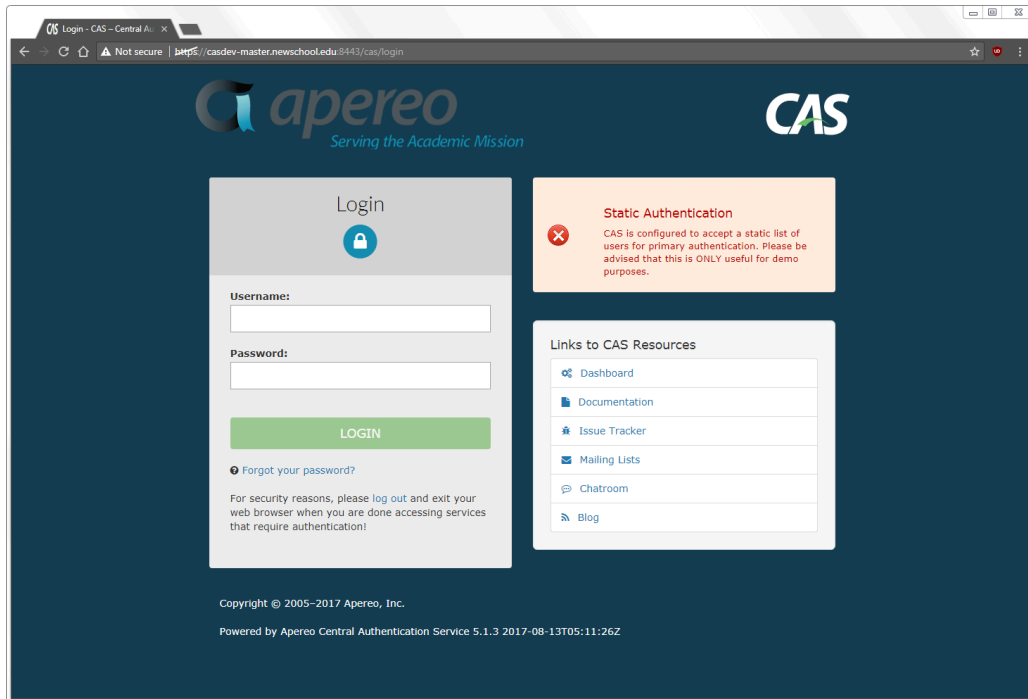 CAS Login - CAS – Central Au
Not secure | https://casdev-master.newschool.edu:8443/cas/login
apereo
Serving the Academic Mission
CAS
Login
Username:
Password:
LOGIN
Forgot your password?
For security reasons, please log out and exit your
web browser when you are done accessing services
that require authentication!
Static Authentication
CAS is configured to accept a static list of
users for primary authentication. Please be
advised that this is ONLY useful for demo
purposes.
Links to CAS Resources
Dashboard
Documentation
Issue Tracker
Mailing Lists
Chatroom
Blog
Copyright © 2005–2017 Apereo, Inc.
Powered by Apereo Central Authentication Service 5.1.3 2017-08-13T05:11:26Z